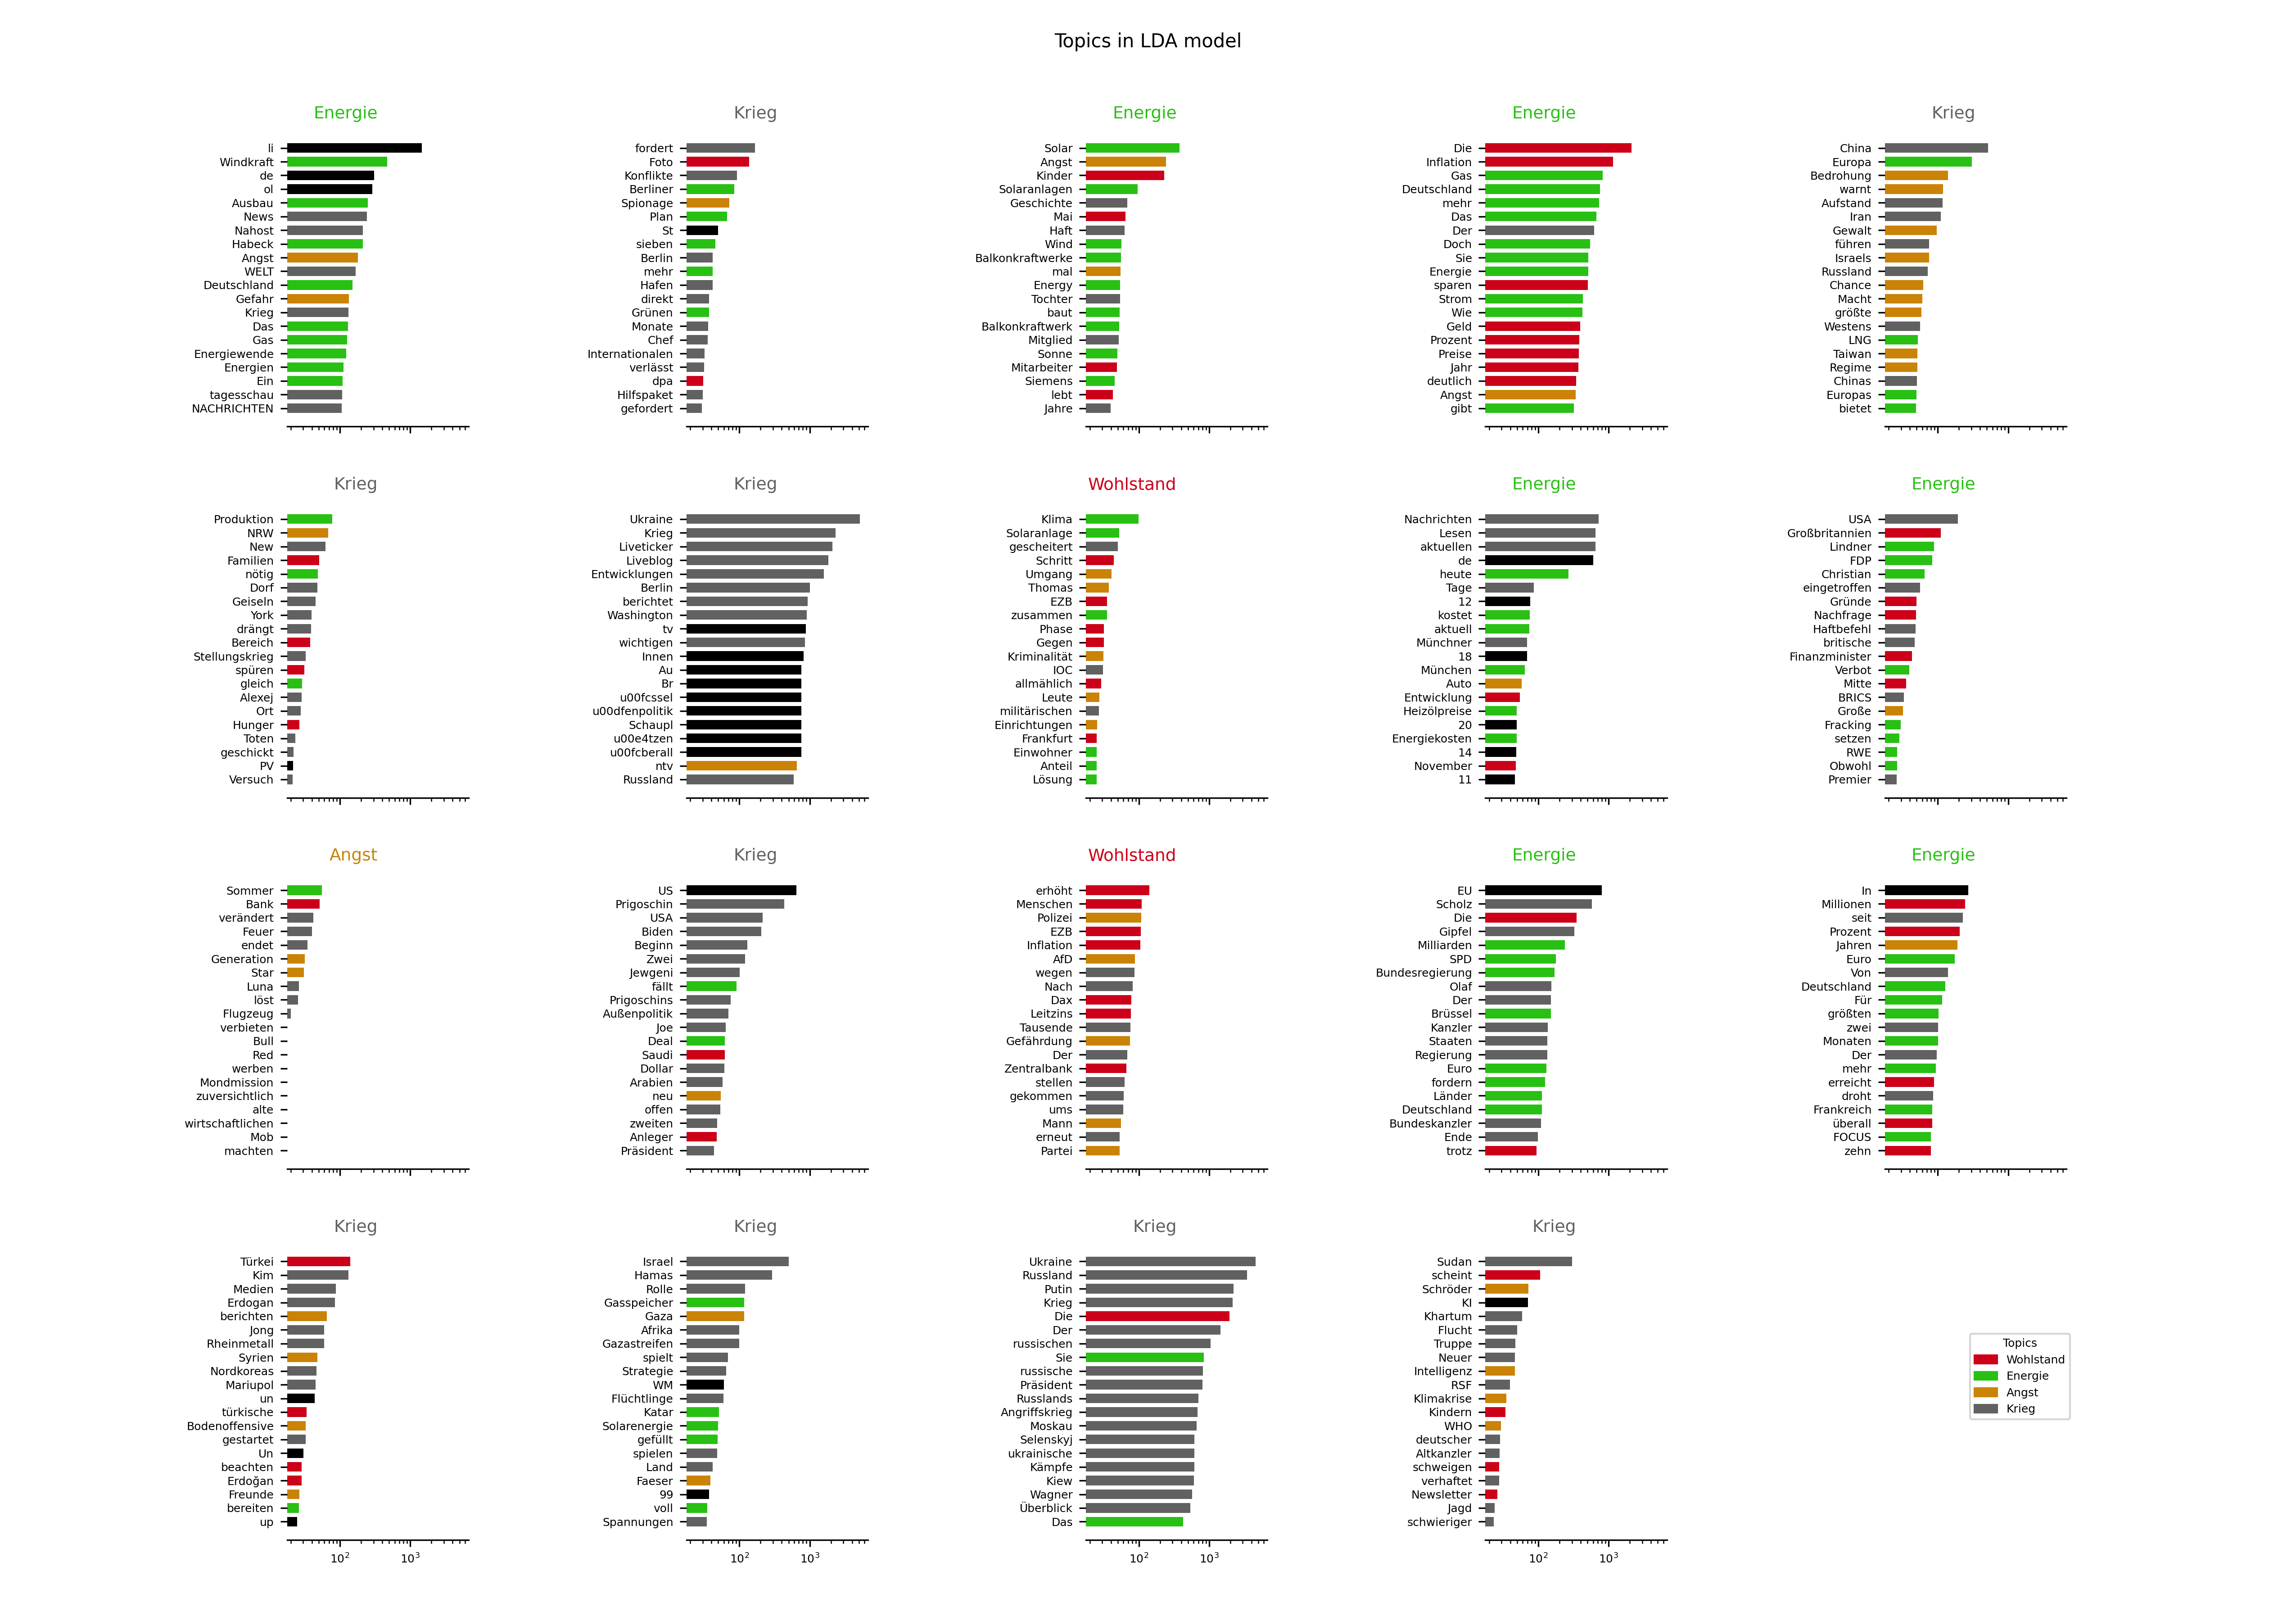 Topics in LDA model
Energie
li
Windkraft
de
ol
Ausbau
News
Nahost
Habeck
Angst
WELT
Deutschland
Gefahr
Krieg
Das
Gas
Energiewende
Energien
Ein
tagesschau
NACHRICHTEN
Krieg
fordert
Foto
Konflikte
Berliner
Spionage
Plan
St
sieben
Berlin
mehr
Hafen
direkt
Grünen
Monate
Chef
Internationalen
verlässt
dpa
Hilfspaket
gefordert
Energie
Solar
Angst
Kinder
Solaranlagen
Geschichte
Mai
Haft
Wind
Balkonkraftwerke
mal
Energy
Tochter
baut
Balkonkraftwerk
Mitglied
Sonne
Mitarbeiter
Siemens
lebt
Jahre
Energie
Die
Inflation
Gas
Deutschland
mehr
Das
Der
Doch
Sie
Energie
sparen
Strom
Wie
Geld
Prozent
Preise
Jahr
deutlich
Angst
gibt
Krieg
China
Europa
Bedrohung
warnt
Aufstand
Iran
Gewalt
führen
Israels
Russland
Chance
Macht
größte
Westens
LNG
Taiwan
Regime
Chinas
Europas
bietet
Krieg
Produktion
NRW
New
Familien
nötig
Dorf
Geiseln
York
drängt
Bereich
Stellungskrieg
spüren
gleich
Alexej
Ort
Hunger
Toten
geschickt
PV
Versuch
Krieg
Ukraine
Krieg
Liveticker
Liveblog
Entwicklungen
Berlin
berichtet
Washington
tv
wichtigen
Innen
Au
Br
u00fcssel
u00dfenpolitik
Schaupl
u00e4tzen
u00fcberall
ntv
Russland
Wohlstand
Klima
Solaranlage
gescheitert
Schritt
Umgang
Thomas
EZB
zusammen
Phase
Gegen
Kriminalität
IOC
allmählich
Leute
militärischen
Einrichtungen
Frankfurt
Einwohner
Anteil
Lösung
Energie
Nachrichten
Lesen
aktuellen
de
heute
Tage
12
kostet
aktuell
Münchner
18
München
Auto
Entwicklung
Heizölpreise
20
Energiekosten
14
November
11
Energie
USA
Großbritannien
Lindner
FDP
Christian
eingetroffen
Gründe
Nachfrage
Haftbefehl
britische
Finanzminister
Verbot
Mitte
BRICS
Große
Fracking
setzen
RWE
Obwohl
Premier
Angst
Sommer
Bank
verändert
Feuer
endet
Generation
Star
Luna
löst
Flugzeug
verbieten
Bull
Red
werben
Mondmission
zuversichtlich
alte
wirtschaftlichen
Mob
machten
Krieg
US
Prigoschin
USA
Biden
Beginn
Zwei
Jewgeni
fällt
Prigoschins
Außenpolitik
Joe
Deal
Saudi
Dollar
Arabien
neu
offen
zweiten
Anleger
Präsident
Wohlstand
erhöht
Menschen
Polizei
EZB
Inflation
AfD
wegen
Nach
Dax
Leitzins
Tausende
Gefährdung
Der
Zentralbank
stellen
gekommen
ums
Mann
erneut
Partei
Energie
EU
Scholz
Die
Gipfel
Milliarden
SPD
Bundesregierung
Olaf
Der
Brüssel
Kanzler
Staaten
Regierung
Euro
fordern
Länder
Deutschland
Bundeskanzler
Ende
trotz
Energie
In
Millionen
seit
Prozent
Jahren
Euro
Von
Deutschland
Für
größten
zwei
Monaten
Der
mehr
erreicht
droht
Frankreich
überall
FOCUS
zehn
Krieg
Türkei
Kim
Medien
Erdogan
berichten
Jong
Rheinmetall
Syrien
Nordkoreas
Mariupol
un
türkische
Bodenoffensive
gestartet
Un
beachten
Erdoğan
Freunde
bereiten
up
10² 10³
Krieg
Israel
Hamas
Rolle
Gasspeicher
Gaza
Afrika
Gazastreifen
spielt
Strategie
WM
Flüchtlinge
Katar
Solarenergie
gefüllt
spielen
Land
Faeser
99
voll
Spannungen
10² 10³
Krieg
Ukraine
Russland
Putin
Krieg
Die
Der
russischen
Sie
russische
Präsident
Russlands
Angriffskrieg
Moskau
Selenskyj
ukrainische
Kämpfe
Kiew
Wagner
Überblick
Das
10² 10³
Krieg
Sudan
scheint
Schröder
KI
Khartum
Flucht
Truppe
Neuer
Intelligenz
RSF
Klimakrise
Kindern
WHO
deutscher
Altkanzler
schweigen
verhaftet
Newsletter
Jagd
schwieriger
10² 10³
Topics
Wohlstand
Energie
Angst
Krieg